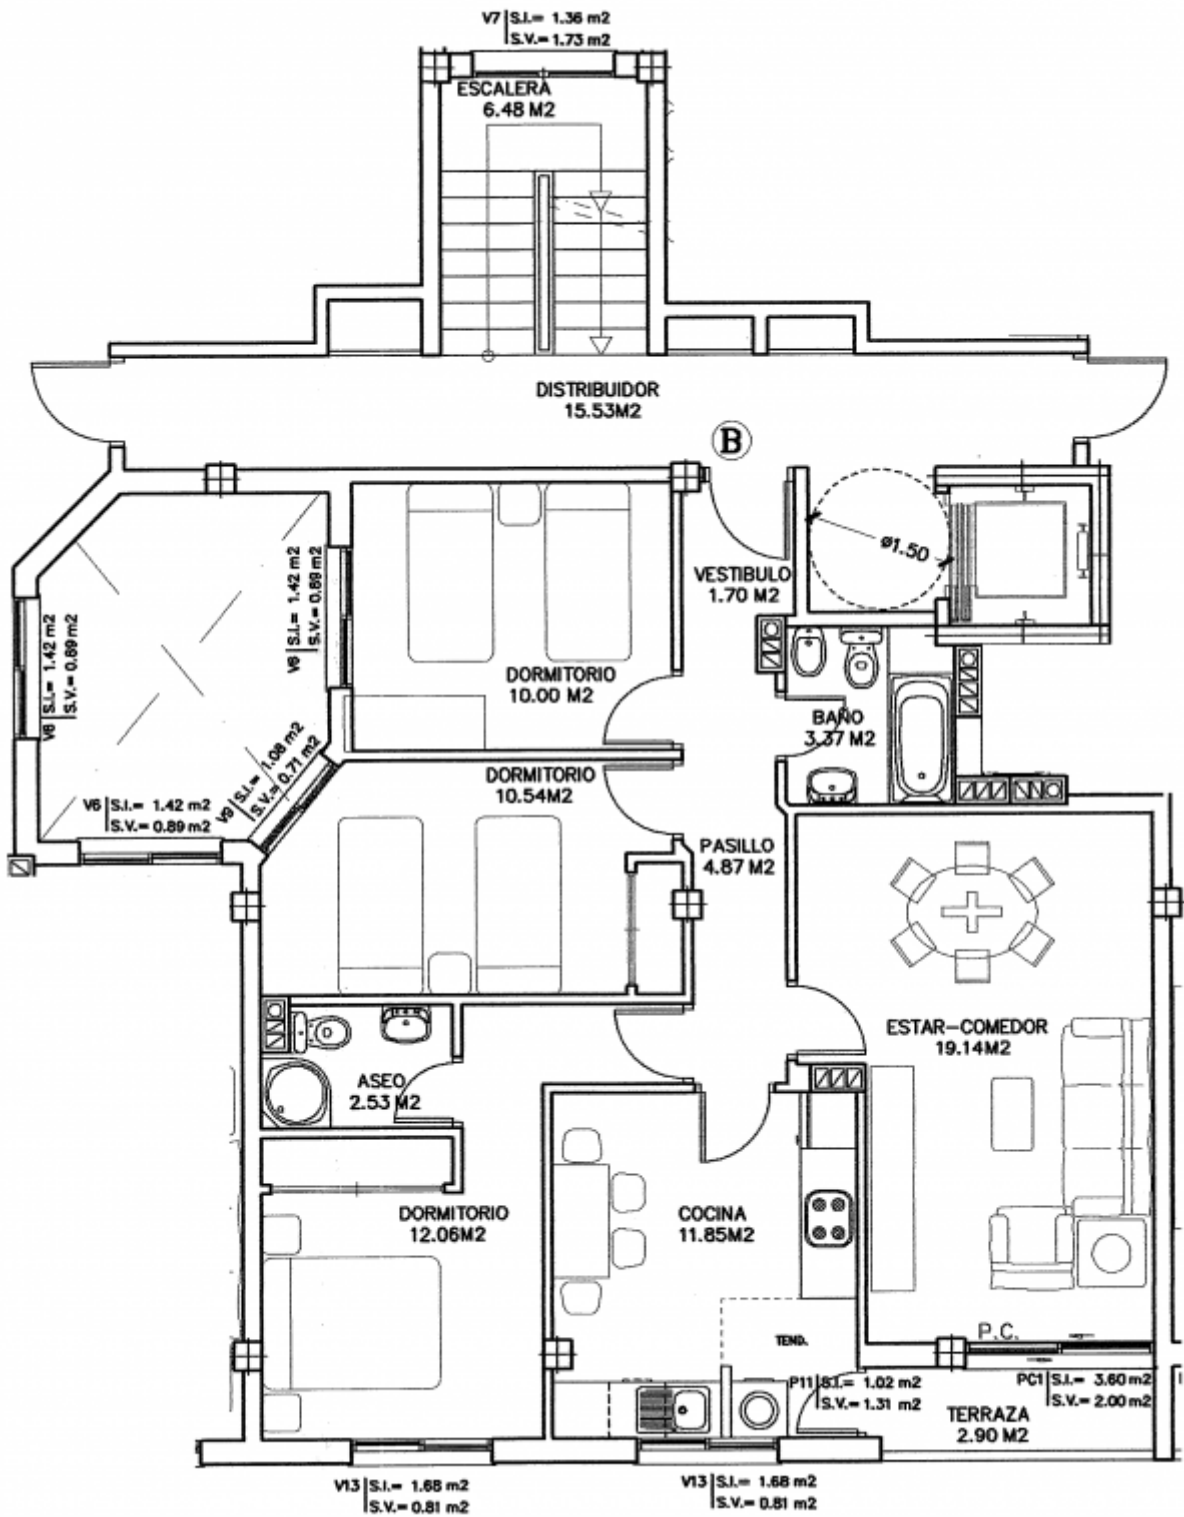 V7 S.I.= 1.36 m2
S.V.= 1.73 m2
ESCALERA
6.48 M2
DISTRIBUIDOR
15.53M2
B
ø1.50
VESTIBULO
1.70 M2
V6 S.I.= 1.42 m2
S.V.= 0.89 m2
V6 S.I.= 1.42 m2
S.V.= 0.89 m2
DORMITORIO
10.00 M2
BAÑO
3.37 M2
V9 S.I.= 1.08 m2
S.V.= 0.71 m2
V6 S.I.= 1.42 m2
S.V.= 0.89 m2
DORMITORIO
10.54M2
PASILLO
4.87 M2
ESTAR-COMEDOR
19.14M2
ASEO
2.53 M2
DORMITORIO
12.06M2
COCINA
11.85M2
TEND.
P.C.
P11 S.I.= 1.02 m2
S.V.= 1.31 m2
PC1 S.I.= 3.60 m2
S.V.= 2.00 m2
TERRAZA
2.90 M2
V13 S.I.= 1.68 m2
S.V.= 0.81 m2
V13 S.I.= 1.68 m2
S.V.= 0.81 m2